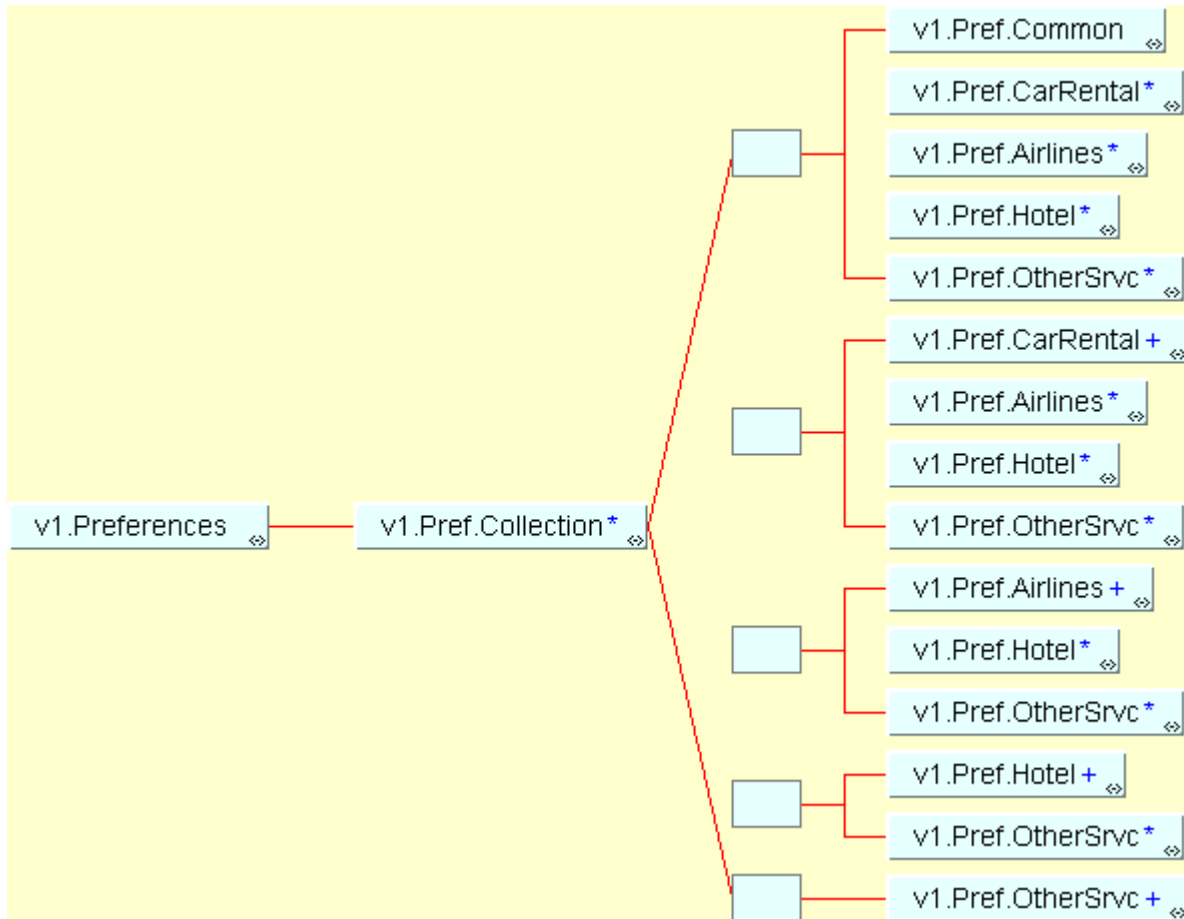 v1.Pref.Common
v1.Pref.CarRental*
v1.Pref.Airlines*
v1.Pref.Hotel*
v1.Pref.OtherSrvc*
v1.Pref.CarRental+
v1.Pref.Airlines*
v1.Pref.Hotel*
v1.Preferences
v1.Pref.Collection*
v1.Pref.OtherSrvc*
v1.Pref.Airlines+
v1.Pref.Hotel*
v1.Pref.OtherSrvc*
v1.Pref.Hotel+
v1.Pref.OtherSrvc*
v1.Pref.OtherSrvc+